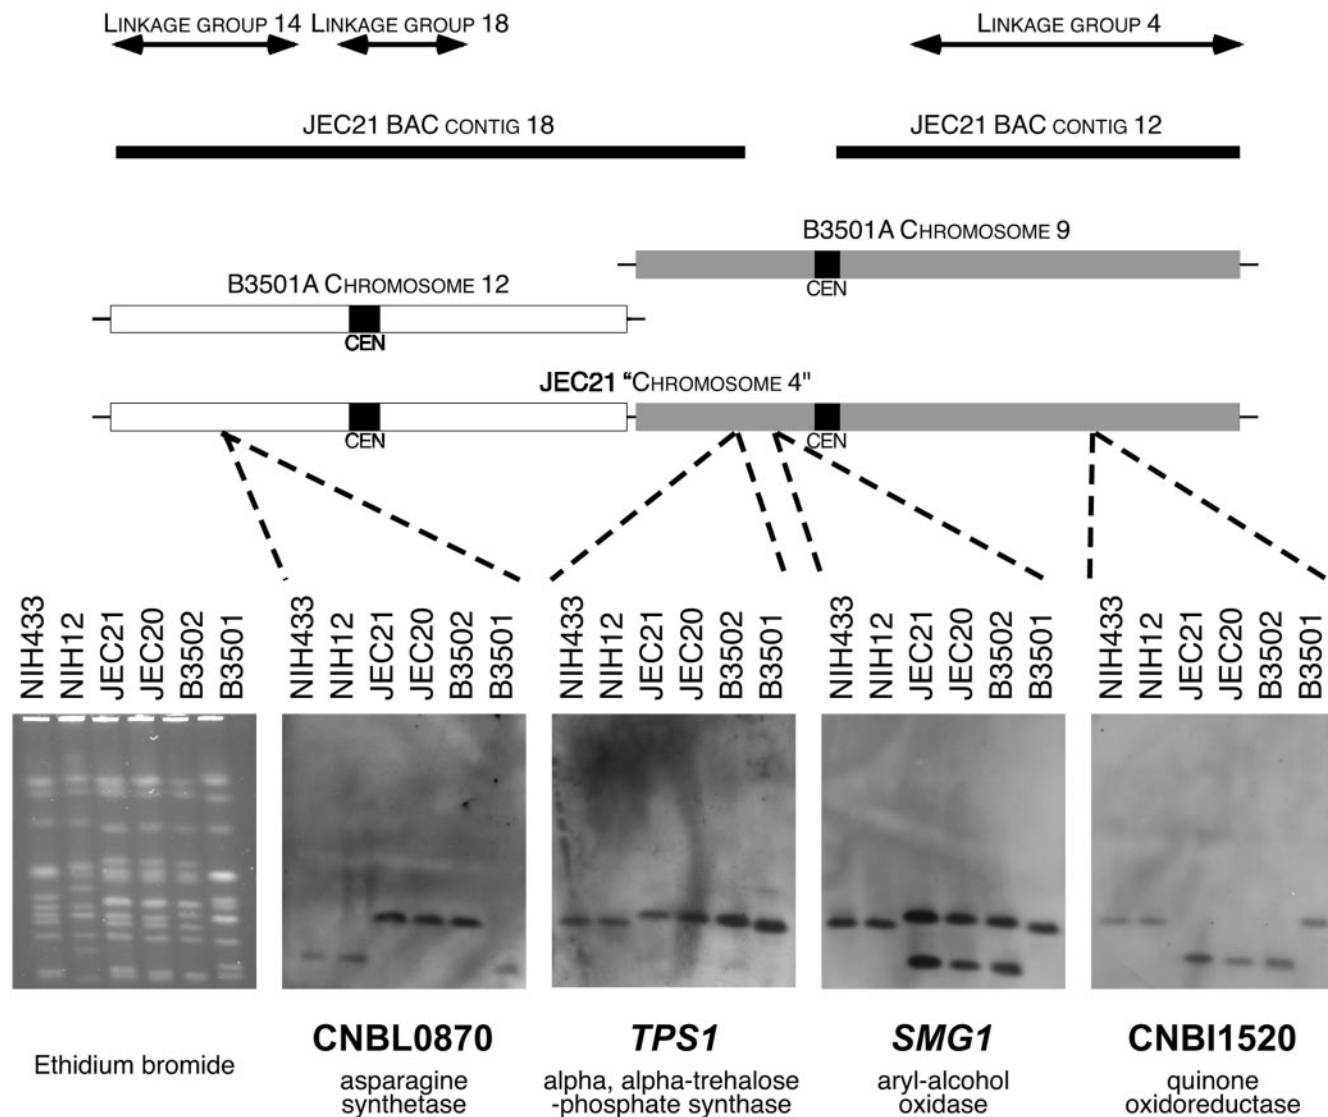 LINKAGE GROUP 14 LINKAGE GROUP 18 LINKAGE GROUP 4
JEC21 BAC CONTIG 18 JEC21 BAC CONTIG 12
B3501A CHROMOSOME 9
CEN
B3501A CHROMOSOME 12
CEN
JEC21 "CHROMOSOME 4"
CEN CEN
NIH433 NIH12 JEC21 JEC20 B3502 B3501
NIH433 NIH12 JEC21 JEC20 B3502 B3501
NIH433 NIH12 JEC21 JEC20 B3502 B3501
NIH433 NIH12 JEC21 JEC20 B3502 B3501
NIH433 NIH12 JEC21 JEC20 B3502 B3501
Ethidium bromide
CNBL0870
asparagine
synthetase
TPS1
alpha, alpha-trehalose
-phosphate synthase
SMG1
aryl-alcohol
oxidase
CNBI1520
quinone
oxidoreductase